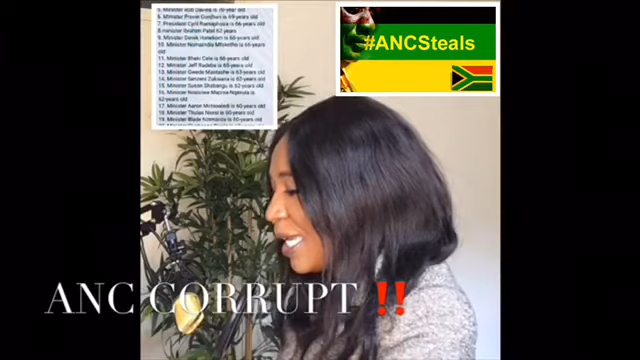 5. Minister Rob Davies is 70-year old
6. Minister Pravin Gordhan is 69-years old
7. President Cyril Ramaphosa is 66-years old
8.minister Ibrahim Patel 62 years
9. Minister Derek Hanekom is 66-years old
10. Minister Nomaindia Mfeketho is 66-years
old
11. Minister Bheki Cele is 66-years old
12. Minister Jeff Radebe is 65-years old
13. Minister Gwede Mantashe is 63-years old
14. Minister Zokwana is 62-years old
15. Minister Susan Shabangu is 62-years old
16. Minister Nosiviwe Mapisa-Nqakula is
62-years old
17. Minister Aaron Motsoaledi is 60-years old
18. Minister Thulas Nxesi is 60-years old
19. Minister Blade Nzimande is 60-years old
#ANCSteals
ANC CORRUPT ‼️